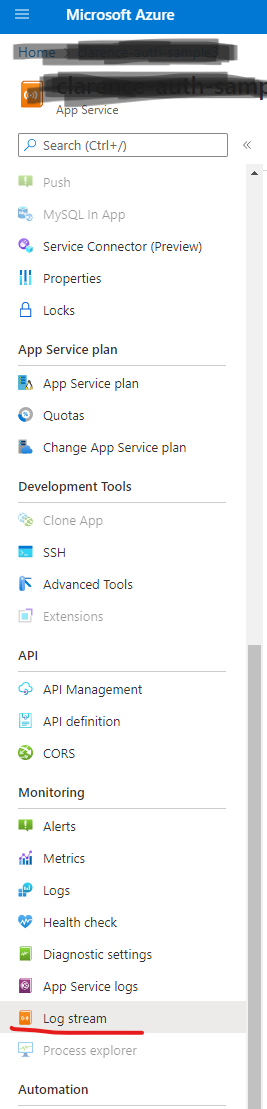 Microsoft Azure
Home
App Service
Search (Ctrl+/)
«
Push
MySQL In App
Service Connector (Preview)
Properties
Locks
App Service plan
App Service plan
Quotas
Change App Service plan
Development Tools
Clone App
SSH
Advanced Tools
Extensions
API
API Management
API definition
CORS
Monitoring
Alerts
Metrics
Logs
Health check
Diagnostic settings
App Service logs
Log stream
Process explorer
Automation